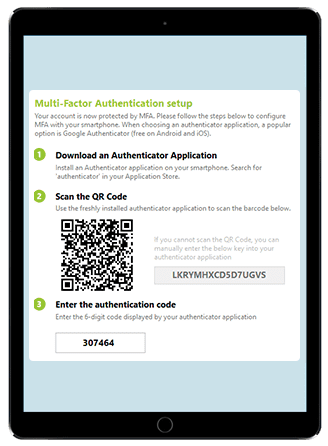 Multi-Factor Authentication setup
Your account is now protected by MFA. Please follow the steps below to configure
MFA with your smartphone. When choosing an authenticator application, a popular
option is Google Authenticator (free on Android and iOS).
1 Download an Authenticator Application
Install an Authenticator application on your smartphone. Search for
'authenticator' in your Application Store.
2 Scan the QR Code
Use the freshly installed authenticator application to scan the barcode below.
If you cannot scan the QR Code, you can
manually enter the below key into your
authenticator application
LKRYMHXCD5D7UGVS
3 Enter the authentication code
Enter the 6-digit code displayed by your authenticator application
307464